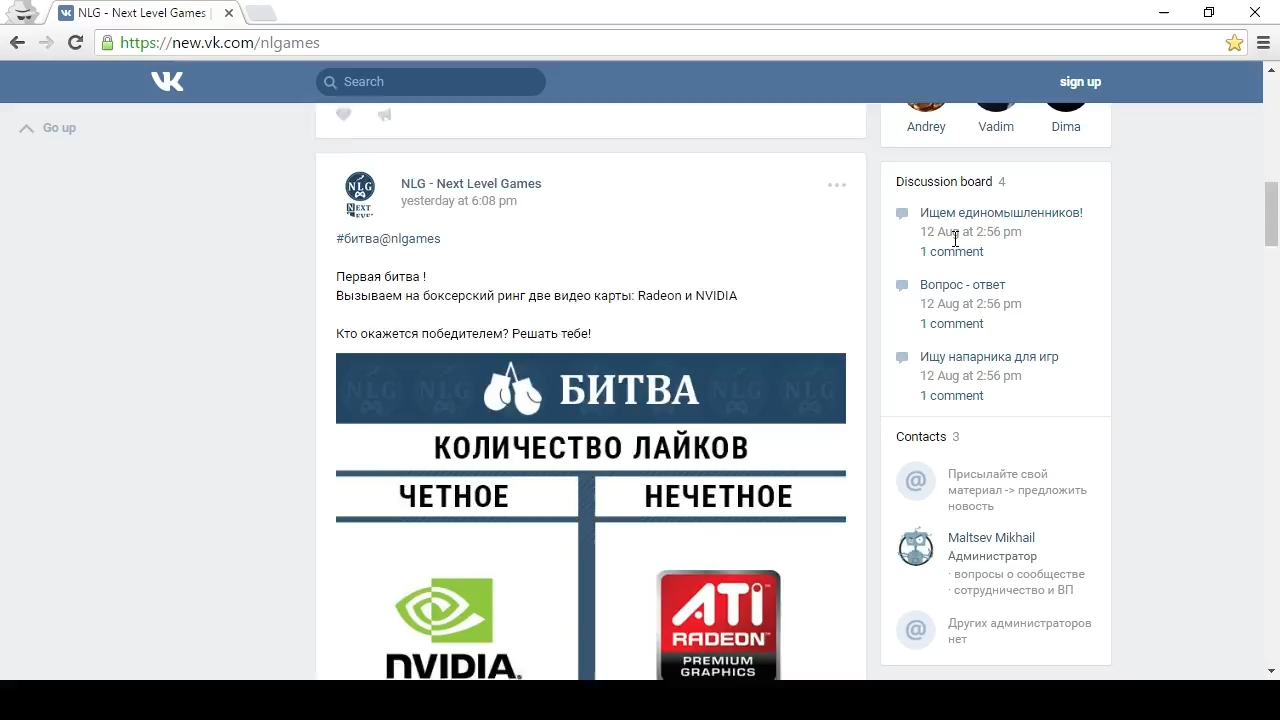 NLG - Next Level Games |
https://new.vk.com/nlgames
Search
sign up
Go up
Andrey
Vadim
Dima
NLG
NLG - Next Level Games
yesterday at 6:08 pm
#битва@nlgames
Первая битва !
Вызываем на боксерский ринг две видео карты: Radeon и NVIDIA
Кто окажется победителем? Решать тебе!
БИТВА
КОЛИЧЕСТВО ЛАЙКОВ
ЧЕТНОЕ
НЕЧЕТНОЕ
NVIDIA.
ATI
RADEON™
PREMIUM
GRAPHICS
Discussion board 4
Ищем единомышленников!
12 Aug at 2:56 pm
1 comment
Вопрос - ответ
12 Aug at 2:56 pm
1 comment
Ищу напарника для игр
12 Aug at 2:56 pm
1 comment
Contacts 3
@
Присылайте свой
материал -> предложить
новость
Maltsev Mikhail
Администратор
· вопросы о сообществе
· сотрудничество и ВП
@
Других администраторов
нет